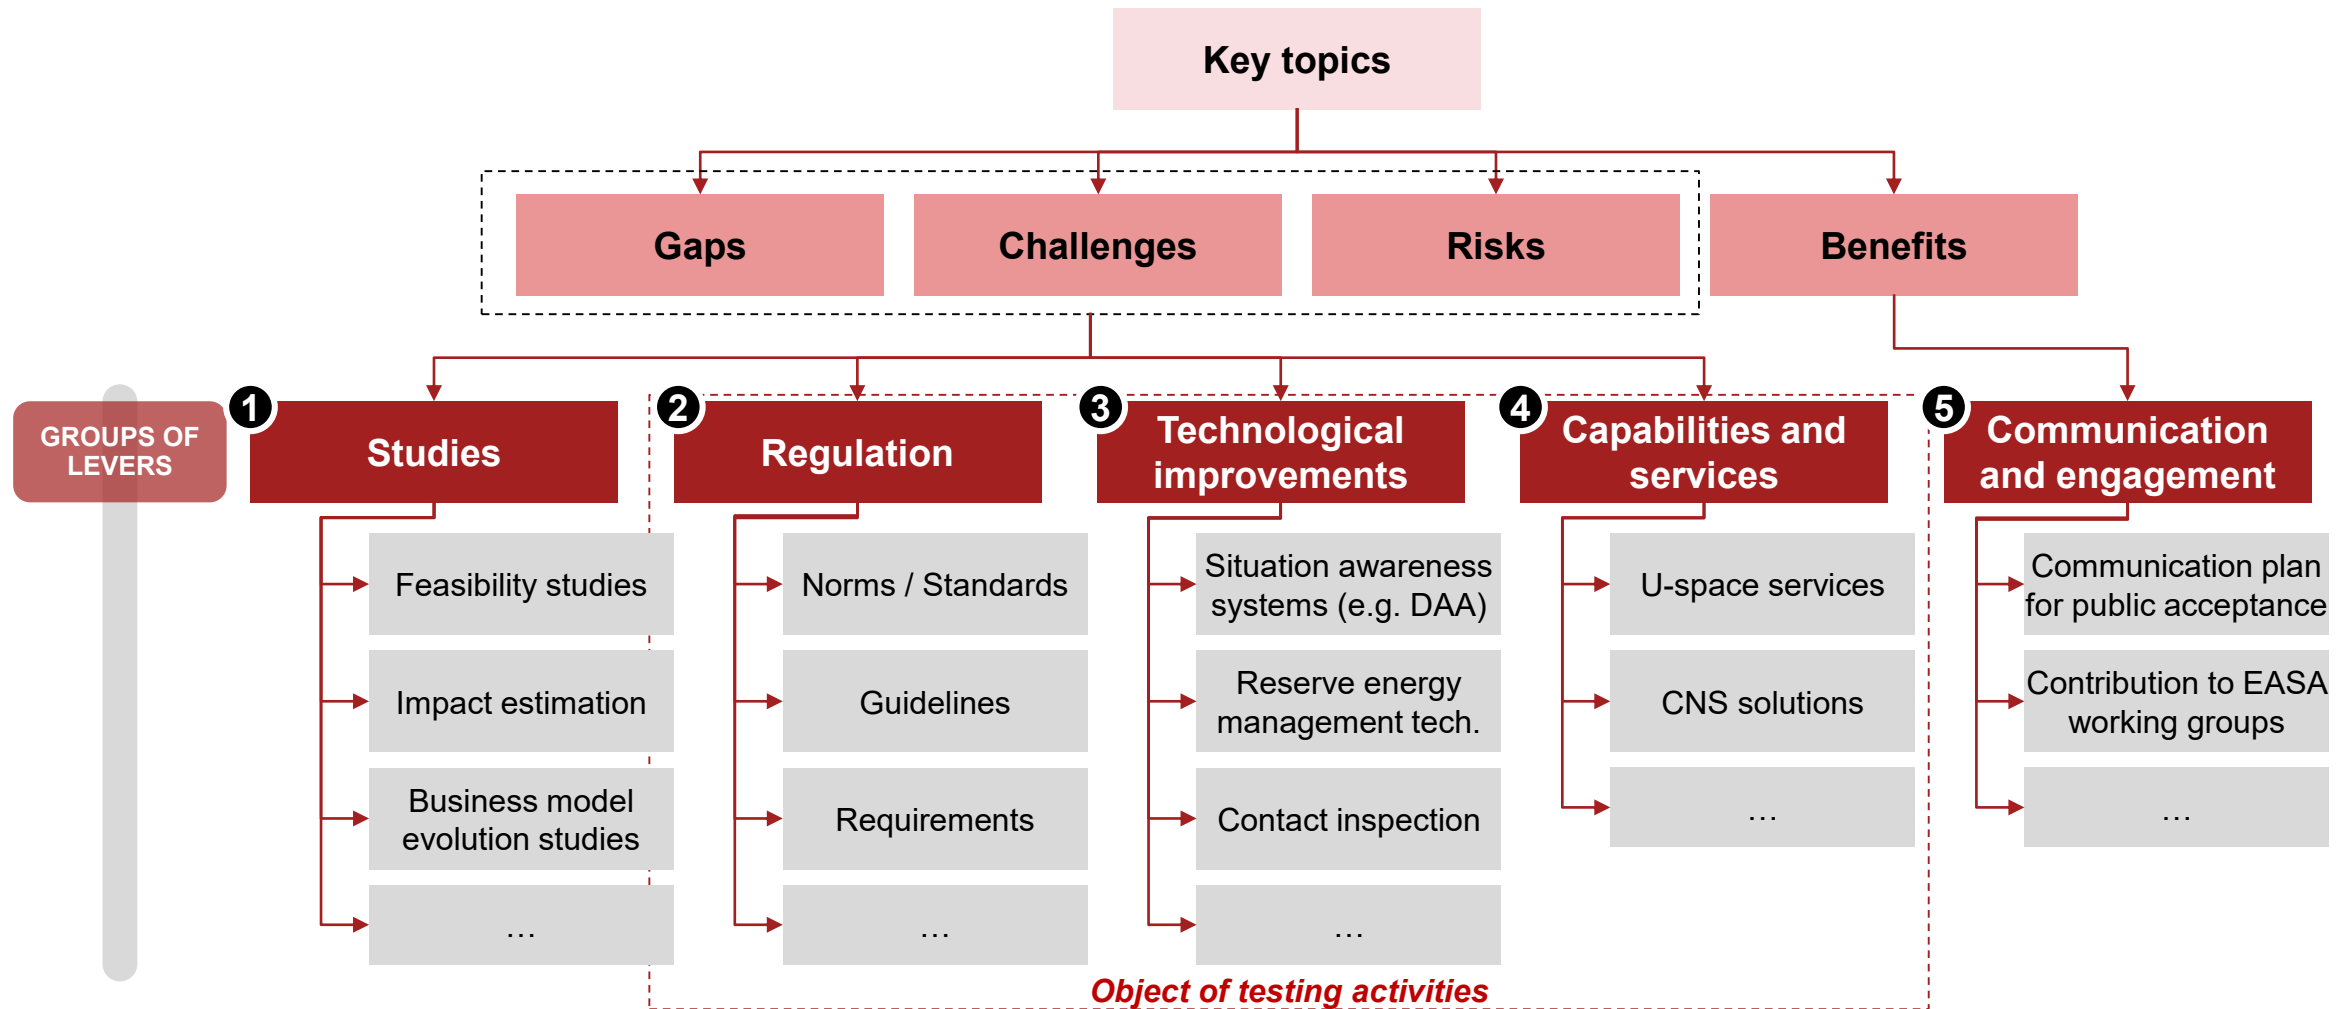 Key topics
Gaps
Challenges
Risks
Benefits
GROUPS OF
LEVERS
1
Studies
2
Regulation
3
Technological
improvements
4
Capabilities and
services
5
Communication
and engagement
Feasibility studies
Impact estimation
Business model
evolution studies
…
Norms / Standards
Guidelines
Requirements
…
Situation awareness
systems (e.g. DAA)
Reserve energy
management tech.
Contact inspection
…
U-space services
CNS solutions
…
Communication plan
for public acceptance
Contribution to EASA
working groups
…
Object of testing activities